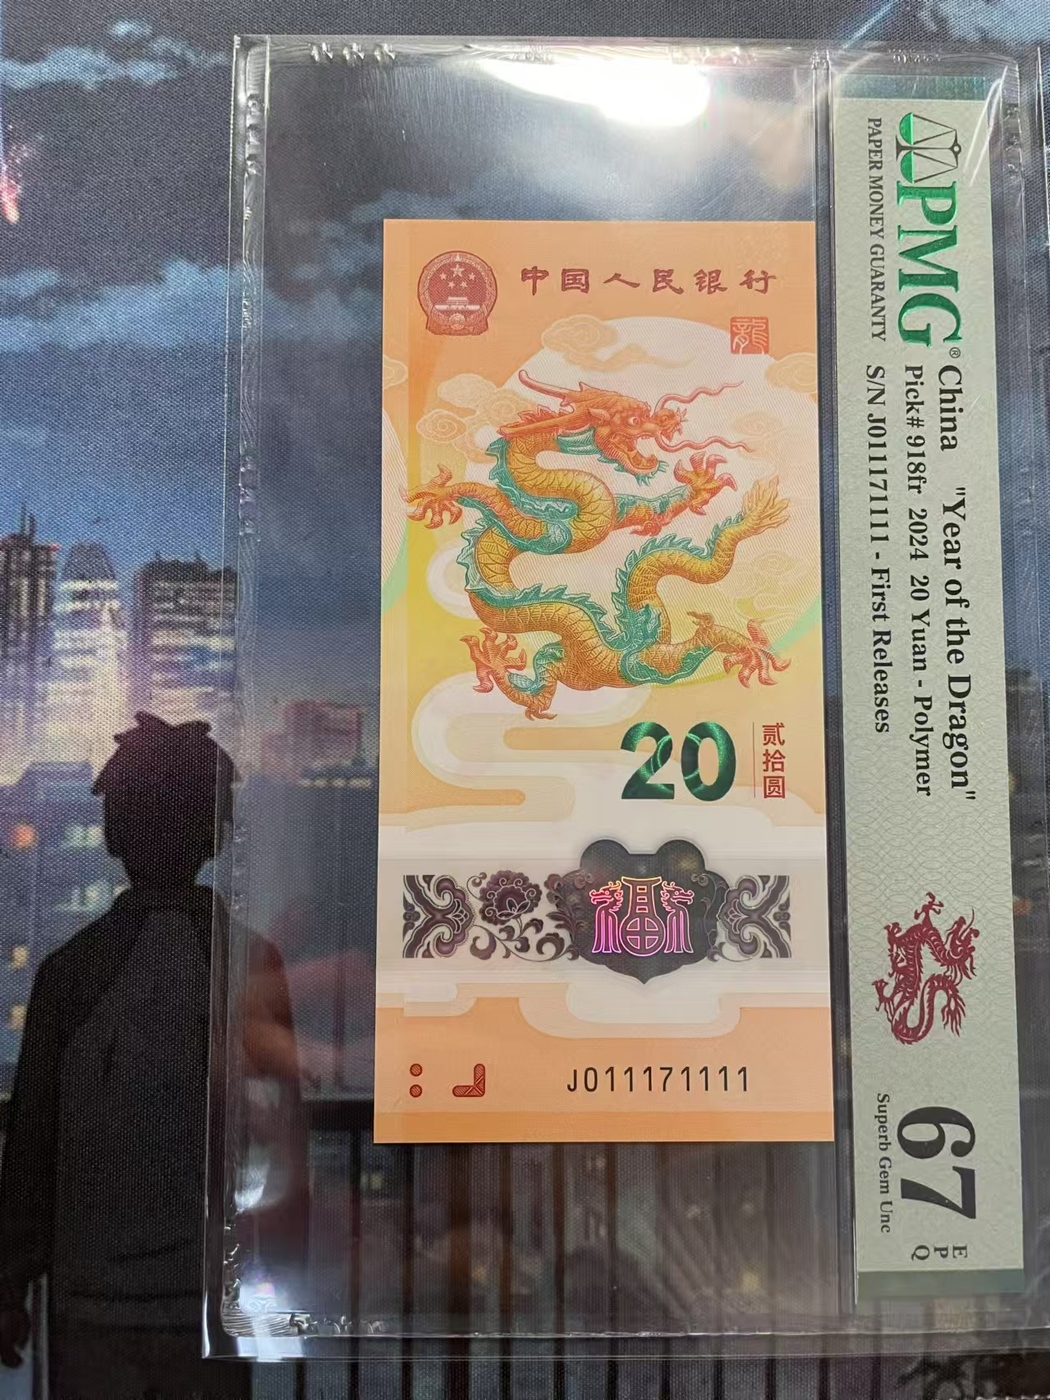 中国人民银行
龍
20
贰拾圆
福
J011171111
PMG®
PAPER MONEY GUARANTY
China "Year of the Dragon"
Pick# 918fr 2024 20 Yuan - Polymer
S/N J011171111 - First Releases
67
EPQ
Superb Gem Unc